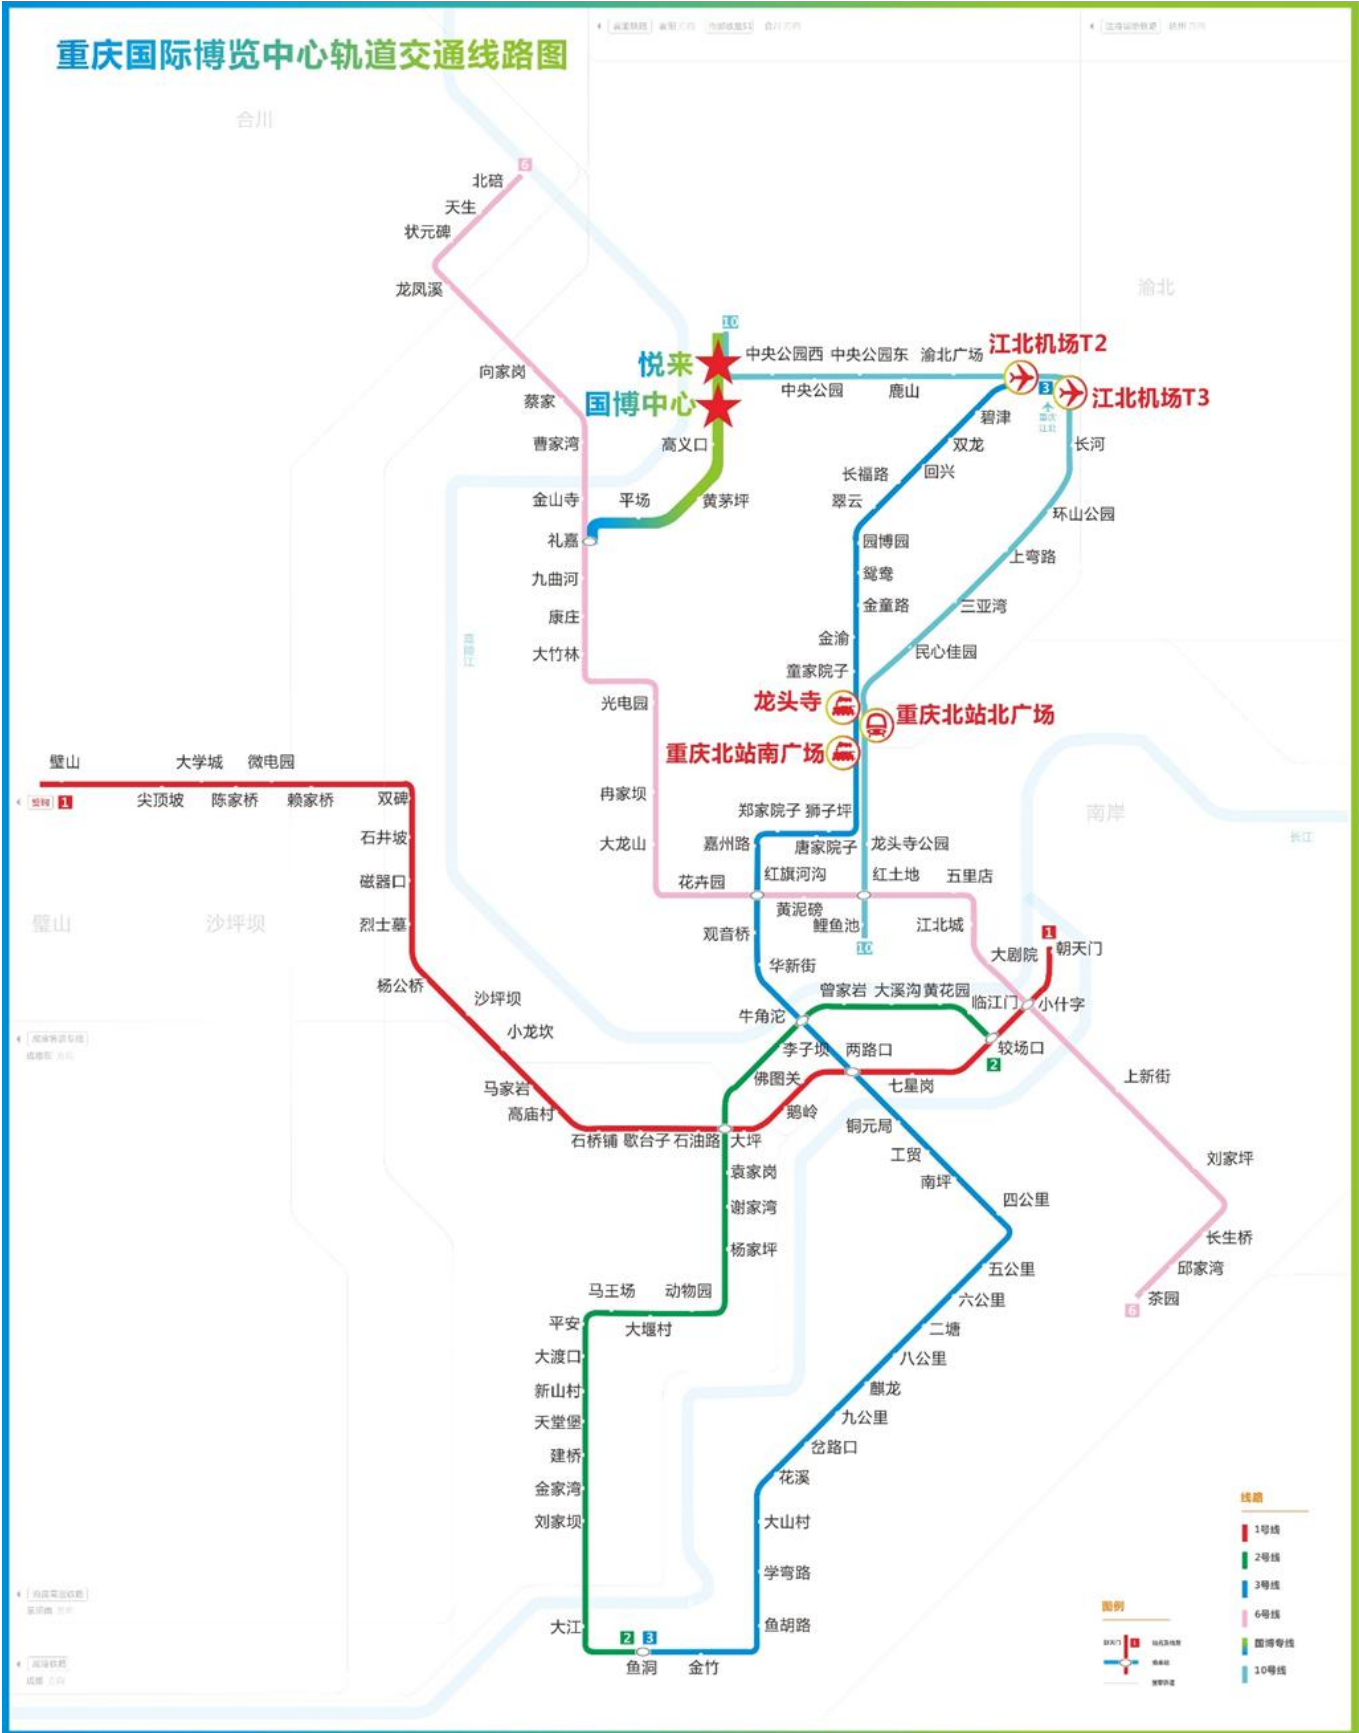 重庆国际博览中心轨道交通线路图
合川
6
北碚
天生
状元碑
龙凤溪
渝北
10
江北机场T2
悦来
中央公园西
中央公园东
渝北广场
向家岗
中央公园
鹿山
3
江北机场T3
蔡家
国博中心
碧津
重庆
江北
曹家湾
高义口
双龙
长河
长福路
回兴
金山寺
平场
黄茅坪
翠云
环山公园
礼嘉
园博园
上弯路
九曲河
鸳鸯
康庄
金童路
三亚湾
嘉陵江
大竹林
金渝
民心佳园
童家院子
光电园
龙头寺
重庆北站北广场
重庆北站南广场
璧山
大学城
微电园
1
尖顶坡
陈家桥
赖家桥
双碑
冉家坝
郑家院子
狮子坪
南岸
石井坡
大龙山
嘉州路
唐家院子
龙头寺公园
长江
磁器口
花卉园
红旗河沟
红土地
五里店
璧山
沙坪坝
烈士墓
黄泥磅
鲤鱼池
江北城
观音桥
10
1
大剧院
朝天门
杨公桥
华新街
沙坪坝
曾家岩
大溪沟
黄花园
临江门
小什字
小龙坎
牛角沱
李子坝
两路口
较场口
2
马家岩
佛图关
七星岗
上新街
高庙村
鹅岭
铜元局
石桥铺
歇台子
石油路
大坪
工贸
刘家坪
袁家岗
南坪
谢家湾
四公里
杨家坪
长生桥
五公里
邱家湾
马王场
动物园
六公里
茶园
6
平安
大堰村
二塘
大渡口
八公里
新山村
麒龙
天堂堡
九公里
建桥
岔路口
金家湾
花溪
刘家坝
大山村
学弯路
大江
鱼胡路
2
3
鱼洞
金竹
线路
1号线
2号线
3号线
6号线
国博专线
10号线
图例